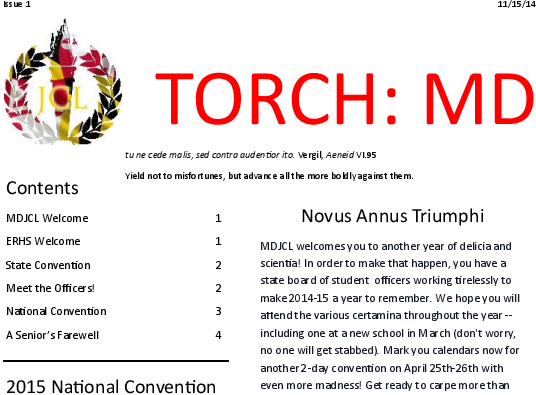 Issue 1
11/15/14
JCL
TORCH: MD
tu ne cede malis, sed contra audentior ito. Vergil, Aeneid VI.95
Yield not to misfortunes, but advance all the more boldly against them.
Contents
MDJCL Welcome 1
ERHS Welcome 1
State Convention 2
Meet the Officers! 2
National Convention 3
A Senior's Farewell 4
2015 National Convention
Novus Annus Triumphi
MDJCL welcomes you to another year of delicia and
scientia! In order to make that happen, you have a
state board of student officers working tirelessly to
make 2014-15 a year to remember. We hope you will
attend the various certamina throughout the year --
including one at a new school in March (don't worry,
no one will get stabbed). Mark you calendars now for
another 2-day convention on April 25th-26th with
even more madness! Get ready to carpe more than